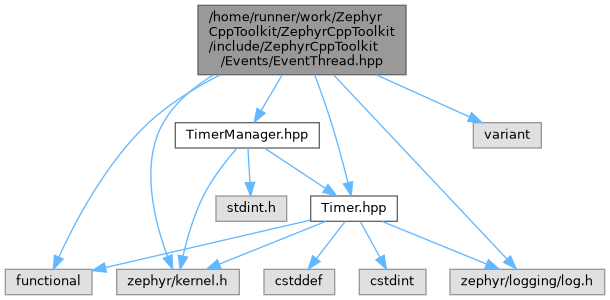 /home/runner/work/Zephyr
CppToolkit/ZephyrCppToolkit
/include/ZephyrCppToolkit
/Events/EventThread.hpp
TimerManager.hpp
variant
stdint.h
Timer.hpp
functional
zephyr/kernel.h
cstddef
cstdint
zephyr/logging/log.h